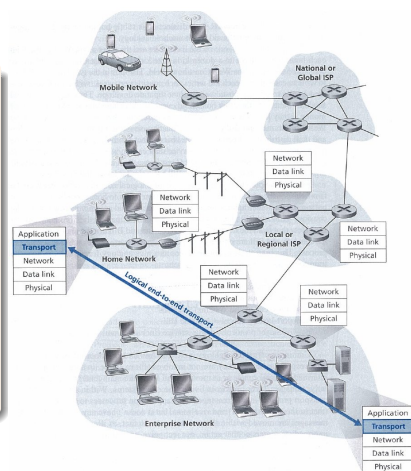 National or
Global ISP
Mobile Network
Network
Data link
Physical
Network
Data link
Physical
Application
Transport
Network
Data link
Physical
Home Network
Local or
Regional ISP
Network
Data link
Physical
Logical end-to-end transport
Network
Data link
Physical
Network
Data link
Physical
Enterprise Network
Application
Transport
Network
Data link
Physical